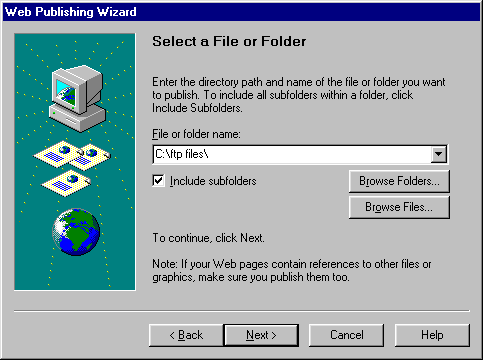 Web Publishing Wizard
Select a File or Folder
Enter the directory path and name of the file or folder you want
to publish. To include all subfolders within a folder, click
Include Subfolders.
File or folder name:
C:\ftp files\
Include subfolders
Browse Folders...
Browse Files...
To continue, click Next.
Note: If your Web pages contain references to other files or
graphics, make sure you publish them too.
< Back
Next >
Cancel
Help